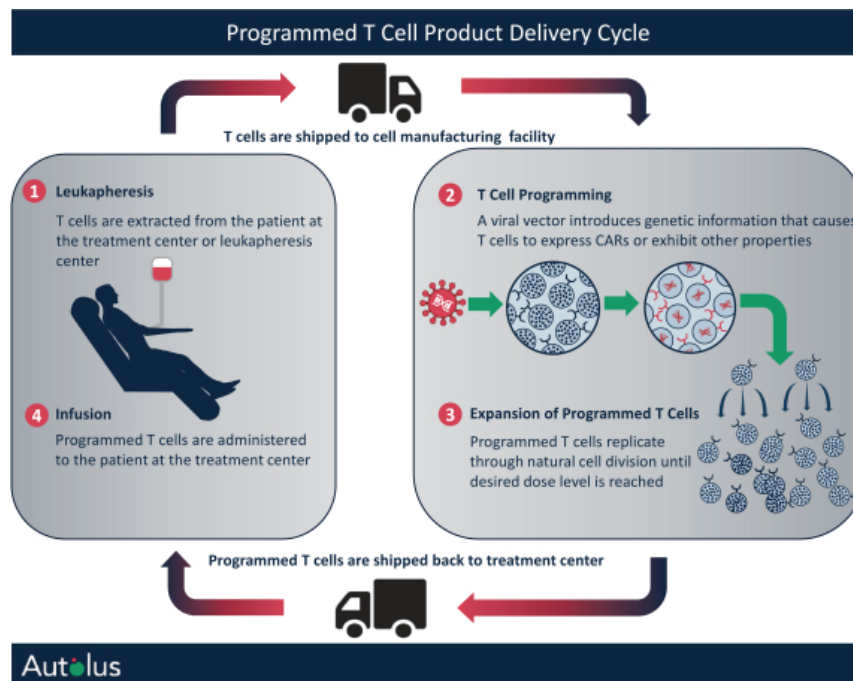 Programmed T Cell Product Delivery Cycle
T cells are shipped to cell manufacturing facility
1 Leukapheresis
T cells are extracted from the patient at
the treatment center or leukapheresis
center
2 T Cell Programming
A viral vector introduces genetic information that causes
T cells to express CARs or exhibit other properties
3 Expansion of Programmed T Cells
Programmed T cells replicate
through natural cell division until
desired dose level is reached
4 Infusion
Programmed T cells are administered
to the patient at the treatment center
Programmed T cells are shipped back to treatment center
Autolus